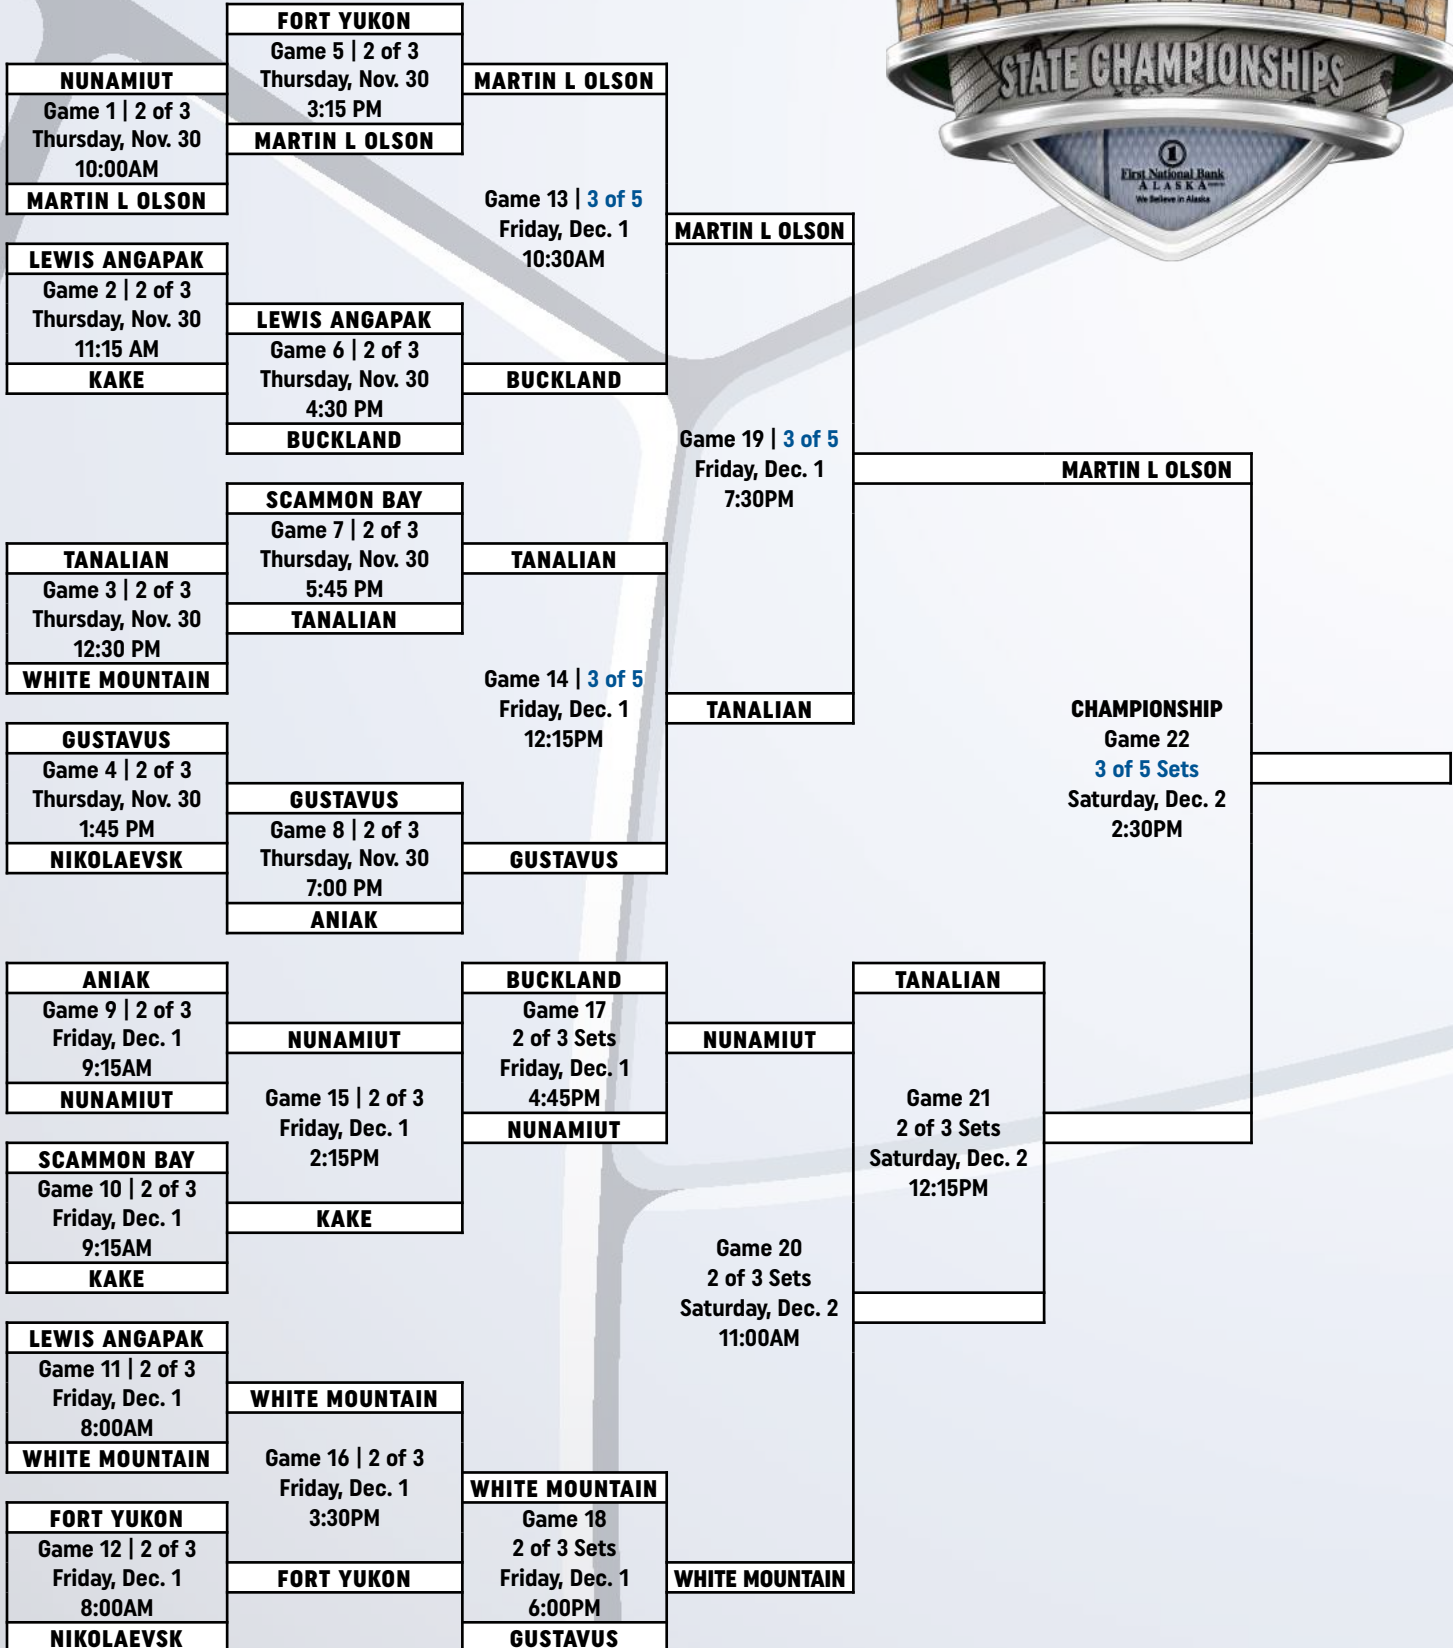 STATE CHAMPIONSHIPS
1
First National Bank
ALASKA
We Believe in Alaska
NUNAMIUT
Game 1 | 2 of 3
Thursday, Nov. 30
10:00AM
MARTIN L OLSON
LEWIS ANGAPAK
Game 2 | 2 of 3
Thursday, Nov. 30
11:15 AM
KAKE
TANALIAN
Game 3 | 2 of 3
Thursday, Nov. 30
12:30 PM
WHITE MOUNTAIN
GUSTAVUS
Game 4 | 2 of 3
Thursday, Nov. 30
1:45 PM
NIKOLAEVSK
ANIAK
Game 9 | 2 of 3
Friday, Dec. 1
9:15AM
NUNAMIUT
SCAMMON BAY
Game 10 | 2 of 3
Friday, Dec. 1
9:15AM
KAKE
LEWIS ANGAPAK
Game 11 | 2 of 3
Friday, Dec. 1
8:00AM
WHITE MOUNTAIN
FORT YUKON
Game 12 | 2 of 3
Friday, Dec. 1
8:00AM
NIKOLAEVSK
FORT YUKON
Game 5 | 2 of 3
Thursday, Nov. 30
3:15 PM
MARTIN L OLSON
LEWIS ANGAPAK
Game 6 | 2 of 3
Thursday, Nov. 30
4:30 PM
BUCKLAND
SCAMMON BAY
Game 7 | 2 of 3
Thursday, Nov. 30
5:45 PM
TANALIAN
GUSTAVUS
Game 8 | 2 of 3
Thursday, Nov. 30
7:00 PM
ANIAK
NUNAMIUT
Game 15 | 2 of 3
Friday, Dec. 1
2:15PM
KAKE
WHITE MOUNTAIN
Game 16 | 2 of 3
Friday, Dec. 1
3:30PM
FORT YUKON
MARTIN L OLSON
Game 13 | 3 of 5
Friday, Dec. 1
10:30AM
BUCKLAND
TANALIAN
Game 14 | 3 of 5
Friday, Dec. 1
12:15PM
GUSTAVUS
BUCKLAND
Game 17
2 of 3 Sets
Friday, Dec. 1
4:45PM
NUNAMIUT
WHITE MOUNTAIN
Game 18
2 of 3 Sets
Friday, Dec. 1
6:00PM
GUSTAVUS
MARTIN L OLSON
Game 19 | 3 of 5
Friday, Dec. 1
7:30PM
TANALIAN
NUNAMIUT
Game 20
2 of 3 Sets
Saturday, Dec. 2
11:00AM
WHITE MOUNTAIN
TANALIAN
Game 21
2 of 3 Sets
Saturday, Dec. 2
12:15PM
MARTIN L OLSON
CHAMPIONSHIP
Game 22
3 of 5 Sets
Saturday, Dec. 2
2:30PM